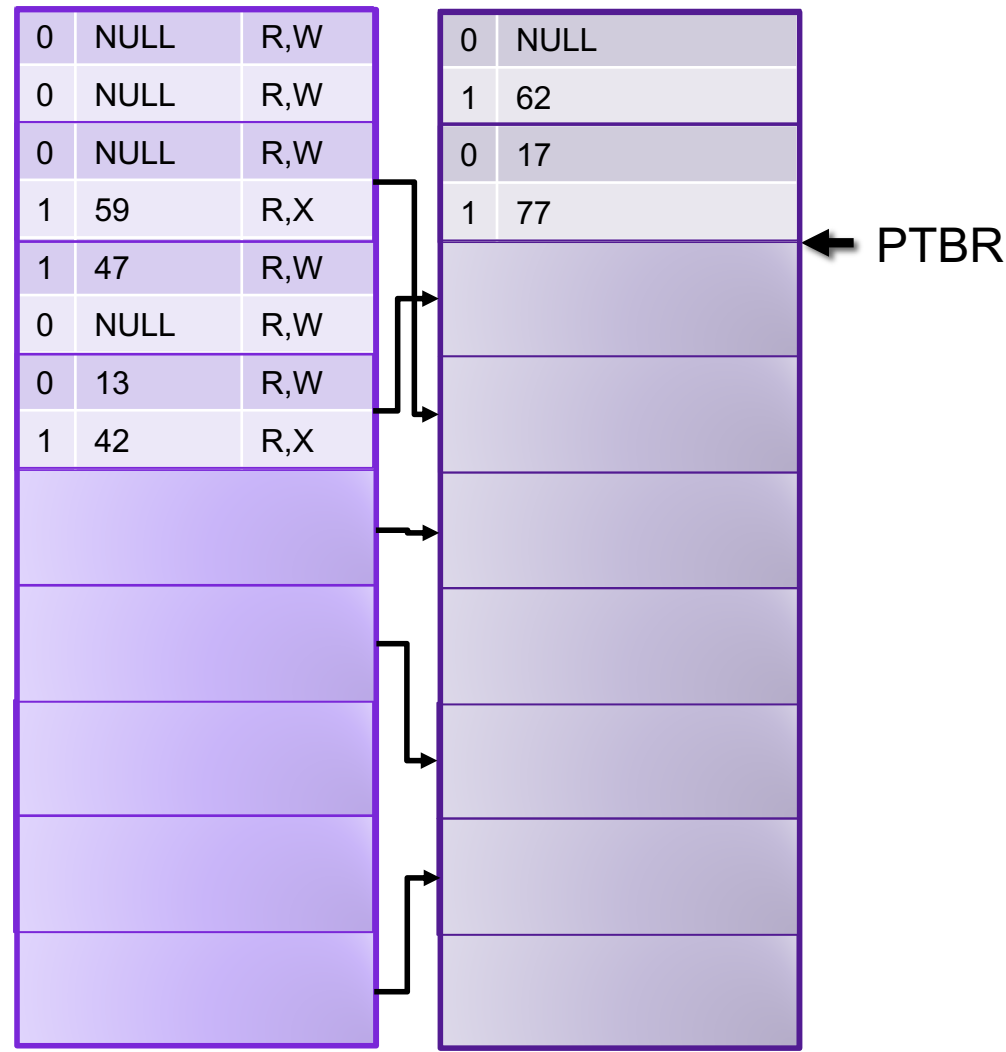 0 NULL R,W
0 NULL R,W
0 NULL R,W
1 59 R,X
1 47 R,W
0 NULL R,W
0 13 R,W
1 42 R,X
0 NULL
1 62
0 17
1 77
PTBR